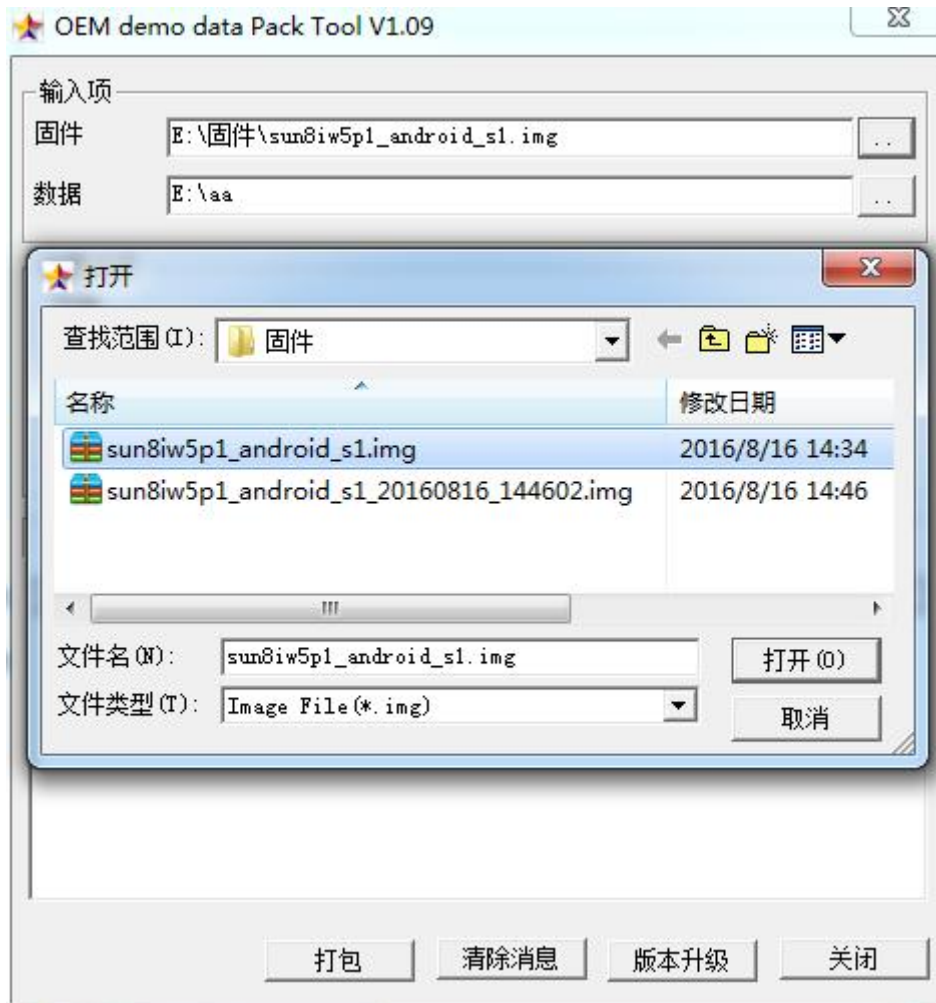 OEM demo data Pack Tool V1.09
输入项
固件 E:\固件\sun8iw5p1_android_s1.img ..
数据 E:\aa ..
打开
查找范围(I): 固件
名称 修改日期
sun8iw5p1_android_s1.img 2016/8/16 14:34
sun8iw5p1_android_s1_20160816_144602.img 2016/8/16 14:46
文件名(N): sun8iw5p1_android_s1.img 打开(O)
文件类型(T): Image File(*.img) 取消
打包 清除消息 版本升级 关闭